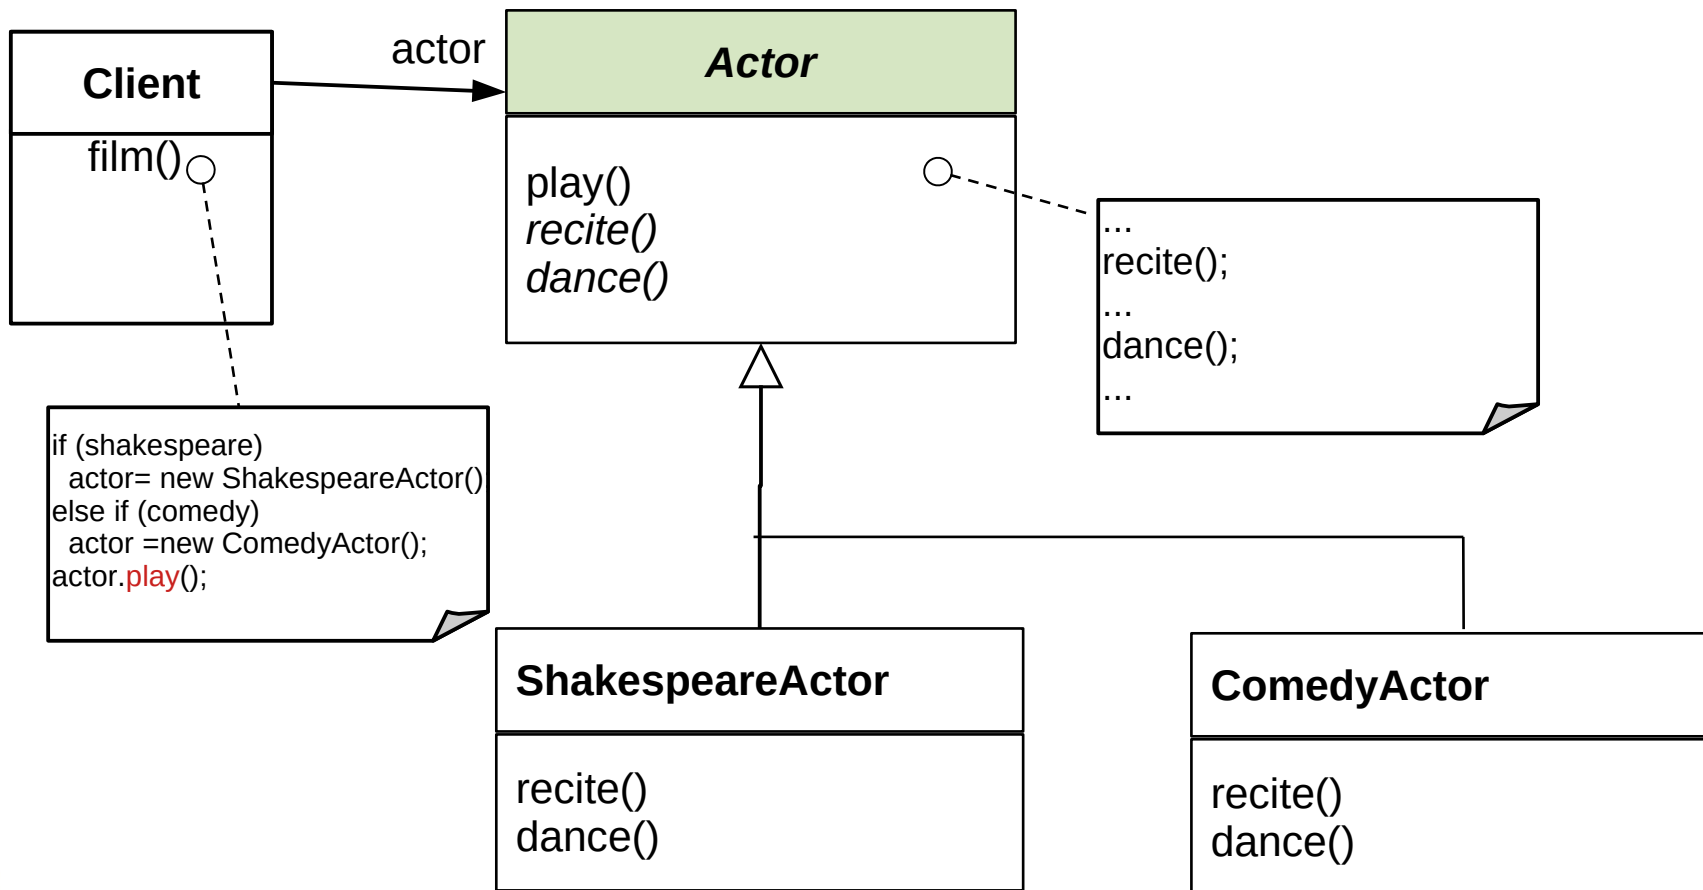 Client
film()
actor
Actor
play()
recite()
dance()
...
recite();
...
dance();
...
if (shakespeare)
actor= new ShakespeareActor()
else if (comedy)
actor =new ComedyActor();
actor.play();
ShakespeareActor
recite()
dance()
ComedyActor
recite()
dance()